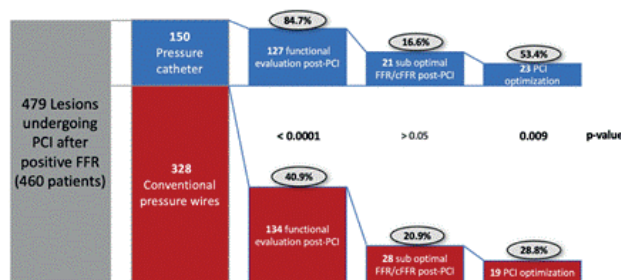 479 Lesions
undergoing
PCI after
positive FFR
(460 patients)
150
Pressure
catheter
84.7%
127 functional
evaluation post-PCI
16.6%
21 sub optimal
FFR/cFFR post-PCI
53.4%
23 PCI
optimization
< 0.0001
> 0.05
0.009
p-value
328
Conventional
pressure wires
40.9%
134 functional
evaluation post-PCI
20.9%
28 sub optimal
FFR/cFFR post-PCI
28.8%
19 PCI optimization